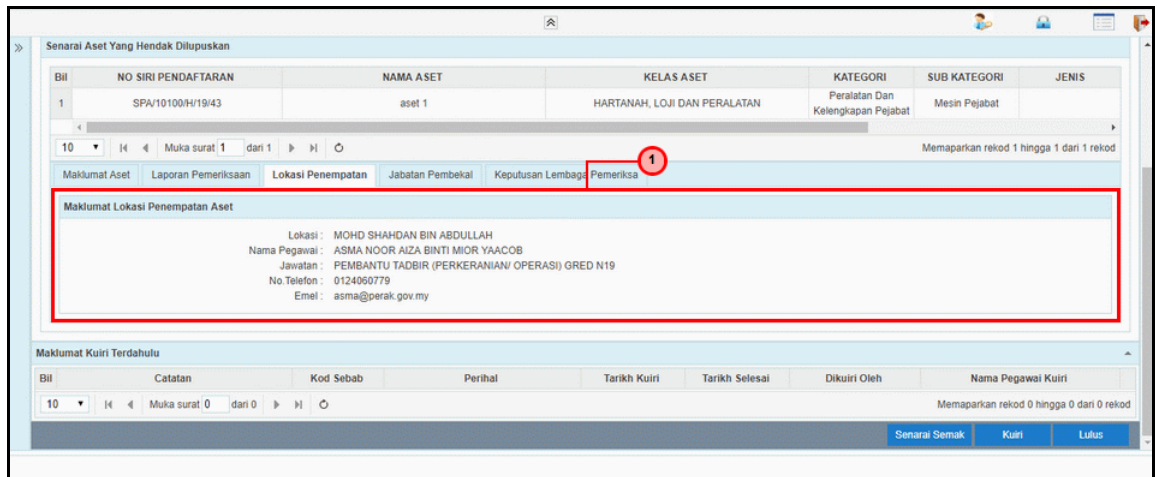 Senarai Aset Yang Hendak Dilupuskan
Bil NO SIRI PENDAFTARAN NAMA ASET KELAS ASET KATEGORI SUB KATEGORI JENIS
1 SPA/10100/H/19/43 aset 1 HARTANAH, LOJI DAN PERALATAN Peralatan Dan Kelengkapan Pejabat Mesin Pejabat
10 Muka surat 1 dari 1 Memaparkan rekod 1 hingga 1 dari 1 rekod
1
Maklumat Aset Laporan Pemeriksaan Lokasi Penempatan Jabatan Pembekal Keputusan Lembaga Pemeriksa
Maklumat Lokasi Penempatan Aset
Lokasi : MOHD SHAHDAN BIN ABDULLAH
Nama Pegawai : ASMA NOOR AIZA BINTI MIOR YAACOB
Jawatan : PEMBANTU TADBIR (PERKERANIAN/ OPERASI) GRED N19
No.Telefon : 0124060779
Emel : asma@perak.gov.my
Maklumat Kuiri Terdahulu
Bil Catatan Kod Sebab Perihal Tarikh Kuiri Tarikh Selesai Dikuiri Oleh Nama Pegawai Kuiri
10 Muka surat 0 dari 0 Memaparkan rekod 0 hingga 0 dari 0 rekod
Senarai Semak Kuiri Lulus